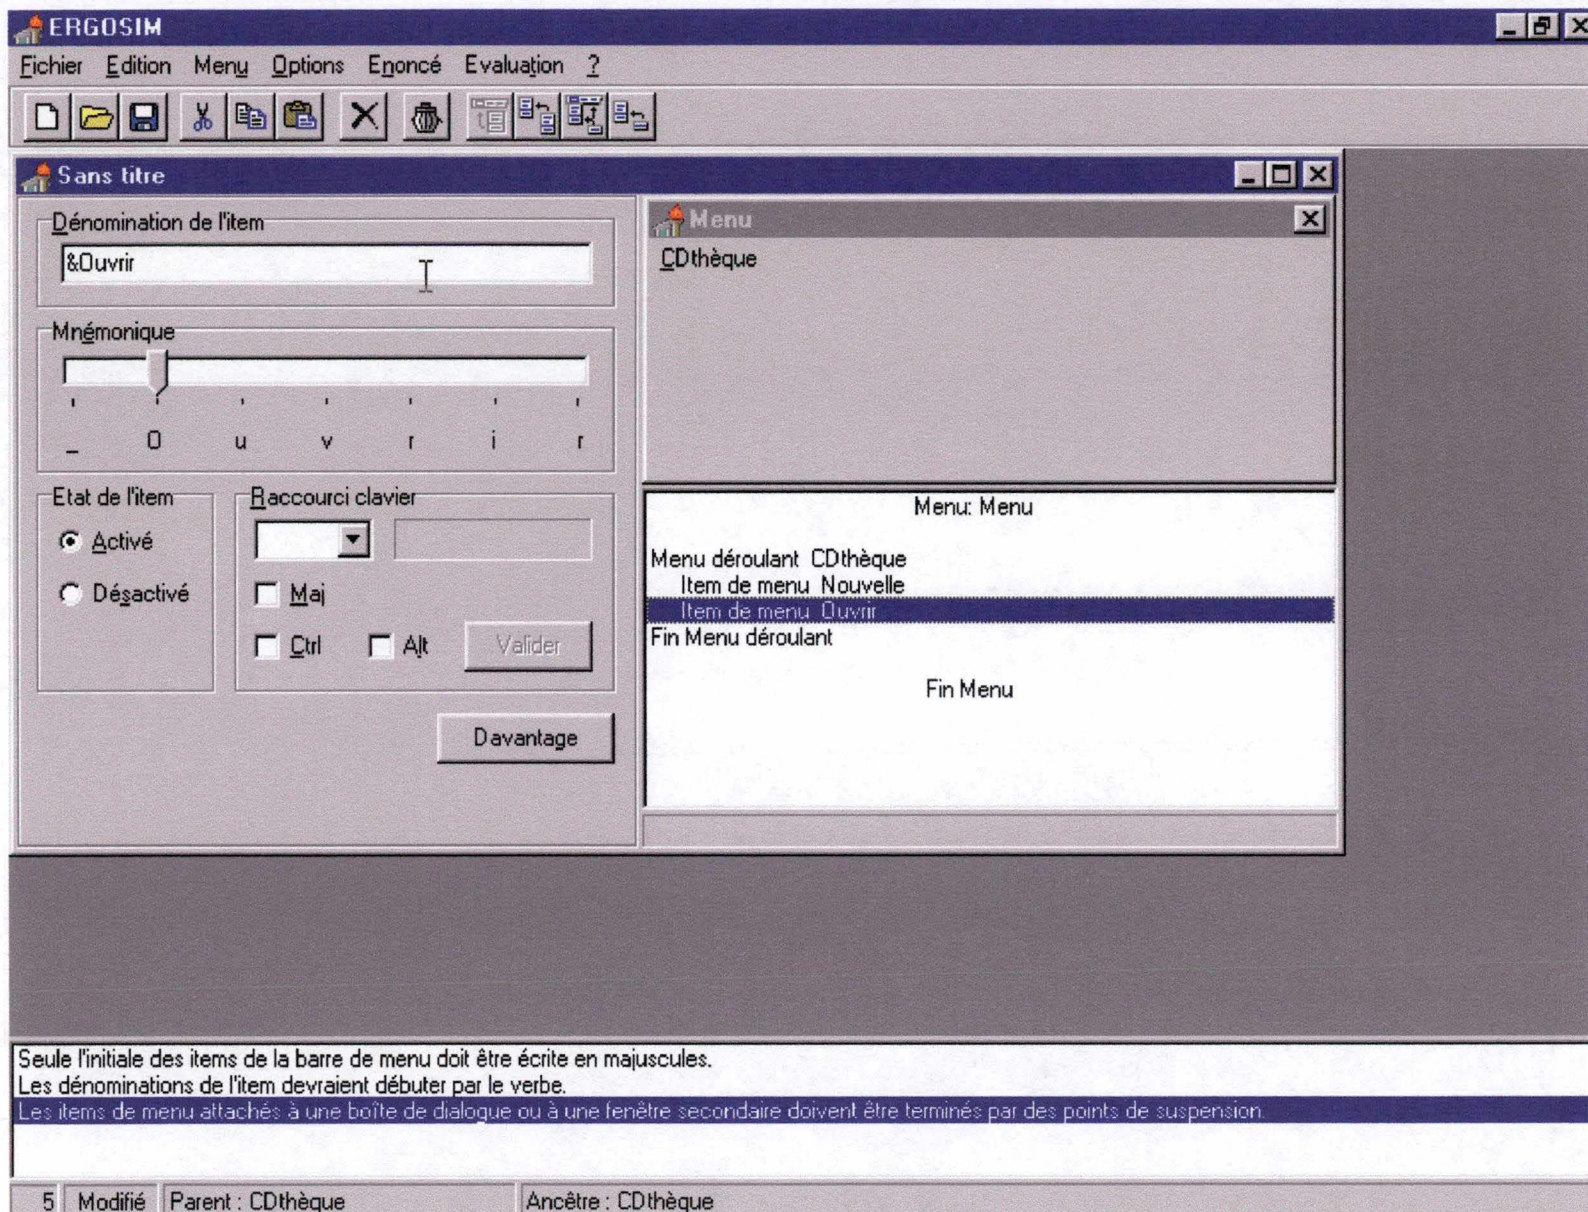 ERGOSIM
Fichier Edition Menu Options Enoncé Evaluation ?
Sans titre
Dénomination de l'item
&Ouvrir
Mnémonique
_ O u v r i r
Etat de l'item
Activé
Désactivé
Raccourci clavier
Maj
Ctrl Alt Valider
Davantage
Menu
CDthèque
Menu: Menu
Menu déroulant CDthèque
Item de menu Nouvelle
Item de menu Ouvrir
Fin Menu déroulant
Fin Menu
Seule l'initiale des items de la barre de menu doit être écrite en majuscules.
Les dénominations de l'item devraient débuter par le verbe.
Les items de menu attachés à une boîte de dialogue ou à une fenêtre secondaire doivent être terminés par des points de suspension.
5 Modifié Parent : CDthèque Ancêtre : CDthèque